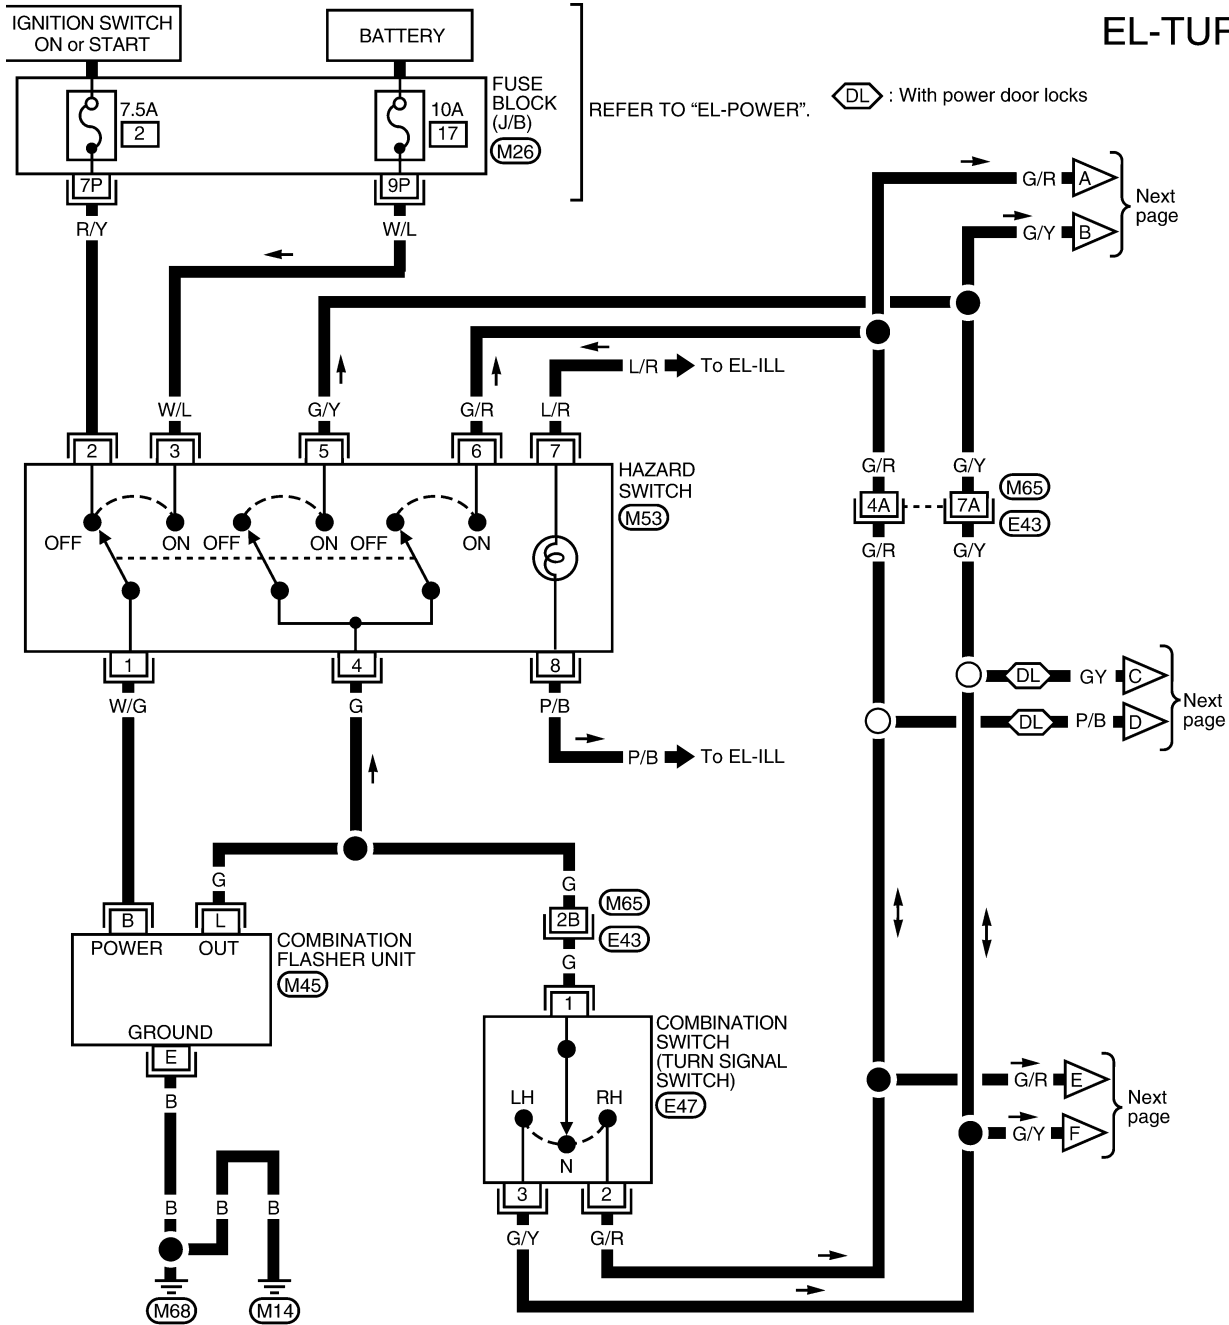 IGNITION SWITCH
ON or START
BATTERY
EL-TUR
7.5A
2
10A
17
FUSE
BLOCK
(J/B)
M26
REFER TO “EL-POWER”.
DL : With power door locks
7P
9P
R/Y
W/L
G/R A
G/Y B
Next
page
L/R To EL-ILL
W/L
G/Y
G/R
L/R
2
3
5
6
7
HAZARD
SWITCH
M53
OFF
ON
OFF
ON
OFF
ON
G/R
G/Y
4A
7A
M65
E43
G/R
G/Y
1
4
8
W/G
G
P/B
P/B To EL-ILL
DL GY C
DL P/B D
Next
page
G
G
B
L
POWER
OUT
COMBINATION
FLASHER UNIT
M45
GROUND
E
B
2B
M65
E43
G
1
COMBINATION
SWITCH
(TURN SIGNAL
SWITCH)
E47
LH
RH
N
3
2
G/Y
G/R
G/R E
G/Y F
Next
page
B
B
B
M68
M14